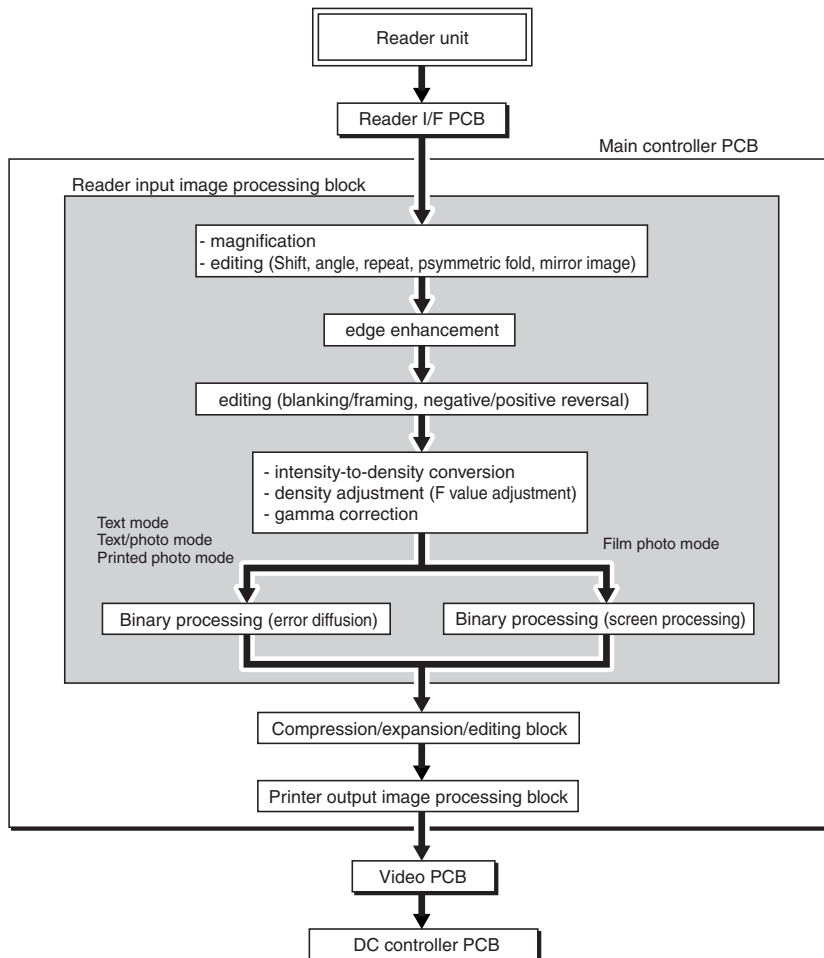 Reader unit
Reader I/F PCB
Main controller PCB
Reader input image processing block
- magnification
- editing (Shift, angle, repeat, psymmetric fold, mirror image)
edge enhancement
editing (blanking/framing, negative/positive reversal)
- intensity-to-density conversion
- density adjustment (F value adjustment)
- gamma correction
Text mode
Text/photo mode
Printed photo mode
Film photo mode
Binary processing (error diffusion)
Binary processing (screen processing)
Compression/expansion/editing block
Printer output image processing block
Video PCB
DC controller PCB